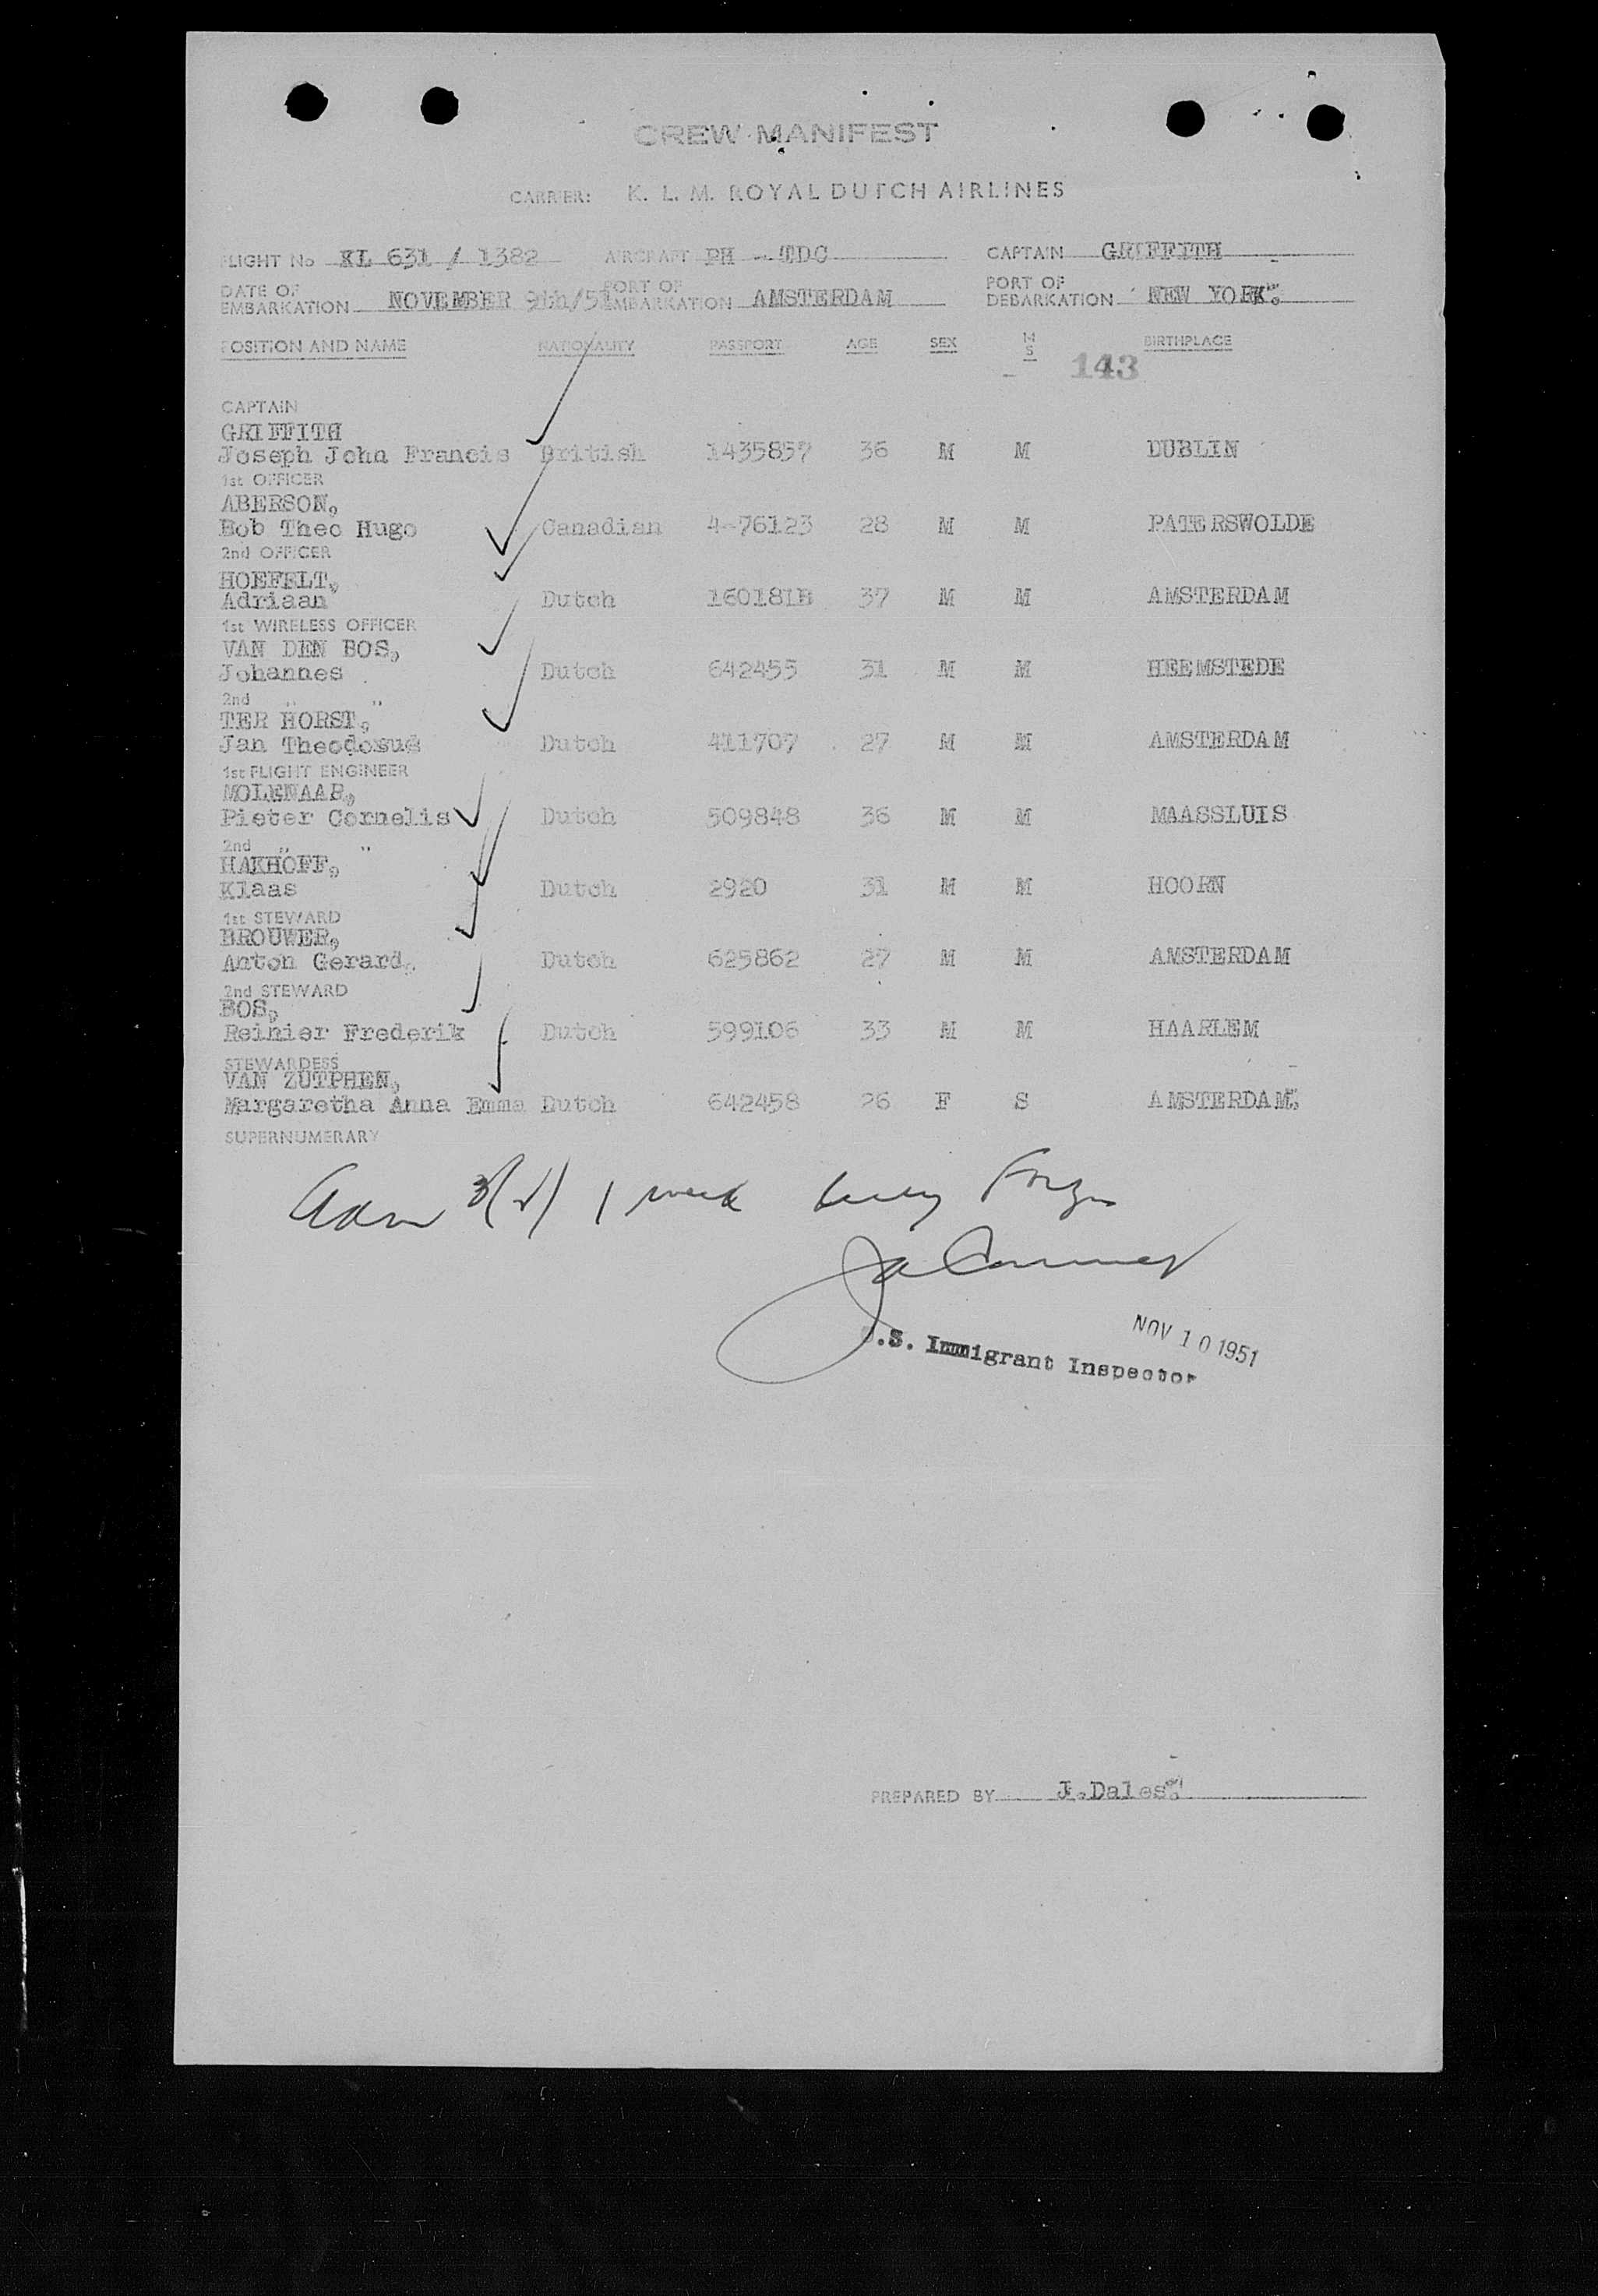 CREW MANIFEST
CARRIER: K. L. M. ROYAL DUTCH AIRLINES
FLIGHT No KL 631 / 1382 AIRCRAFT PH - TDC CAPTAIN GRIFFITH
DATE OF EMBARKATION NOVEMBER 9th/51 PORT OF EMBARKATION AMSTERDAM PORT OF DEBARKATION NEW YORK.
POSITION AND NAME NATIONALITY PASSPORT AGE SEX M S BIRTHPLACE
143
CAPTAIN
GRIFFITH
Joseph John Francis British 1435857 36 M M DUBLIN
1st OFFICER
ABERSON,
Bob Theo Hugo Canadian 4-76123 28 M M PATERSWOLDE
2nd OFFICER
HOEFELT,
Adriaan Dutch 160181B 37 M M AMSTERDAM
1st WIRELESS OFFICER
VAN DEN BOS,
Johannes Dutch 642455 31 M M HEEMSTEDE
2nd " "
TER HORST,
Jan Theodosus Dutch 411707 27 M M AMSTERDAM
1st FLIGHT ENGINEER
MOLENAAR,
Pieter Cornelis Dutch 509848 36 M M MAASSLUIS
2nd " "
HAKHOFF,
Klaas Dutch 2920 31 M M HOORN
1st STEWARD
BROUWER,
Anton Gerard. Dutch 625862 27 M M AMSTERDAM
2nd STEWARD
BOS,
Reinier Frederik Dutch 599106 33 M M HAARLEM
STEWARDESS
VAN ZUTPHEN,
Margaretha Anna Emma Dutch 642458 26 F S AMSTERDAM.
SUPERNUMERARY
1 week
U.S. Immigrant Inspector
NOV 10 1951
PREPARED BY J.Dales.